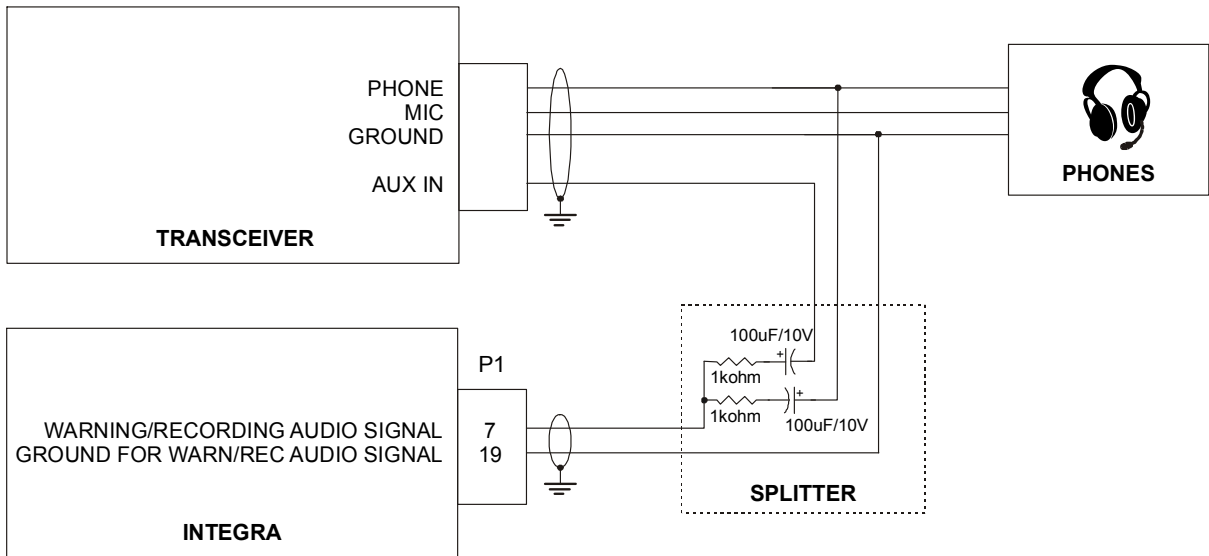 PHONE
MIC
GROUND
AUX IN
TRANSCEIVER
PHONES
P1
WARNING/RECORDING AUDIO SIGNAL 7
GROUND FOR WARN/REC AUDIO SIGNAL 19
INTEGRA
100uF/10V
+
1kohm
+
1kohm
100uF/10V
SPLITTER